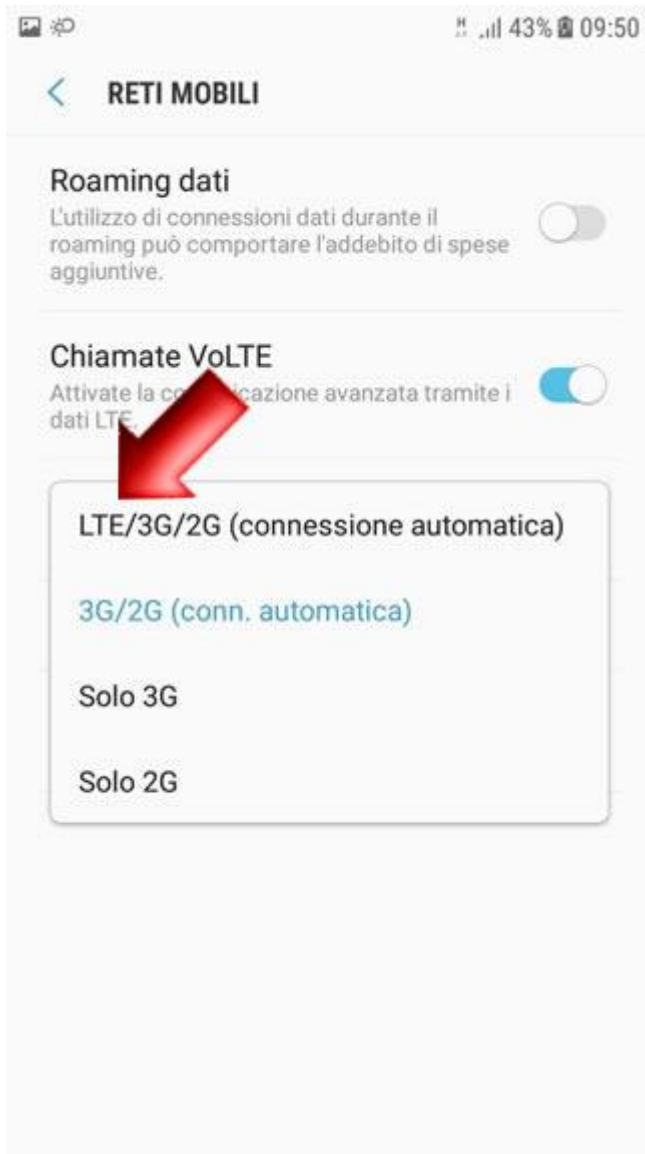 43% 09:50
RETI MOBILI
Roaming dati
L'utilizzo di connessioni dati durante il
roaming può comportare l'addebito di spese
aggiuntive.
Chiamate VoLTE
Attivate la avanzata tramite i
dati LTE.
LTE/3G/2G (connessione automatica)
3G/2G (conn. automatica)
Solo 3G
Solo 2G